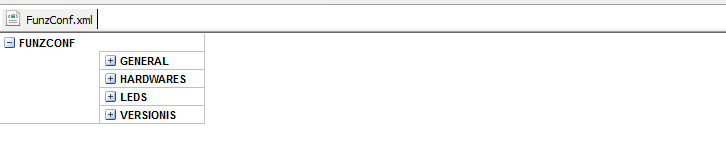 FunzConf.xml
FUNZCONF
GENERAL
HARDWARES
LEDS
VERSIONIS